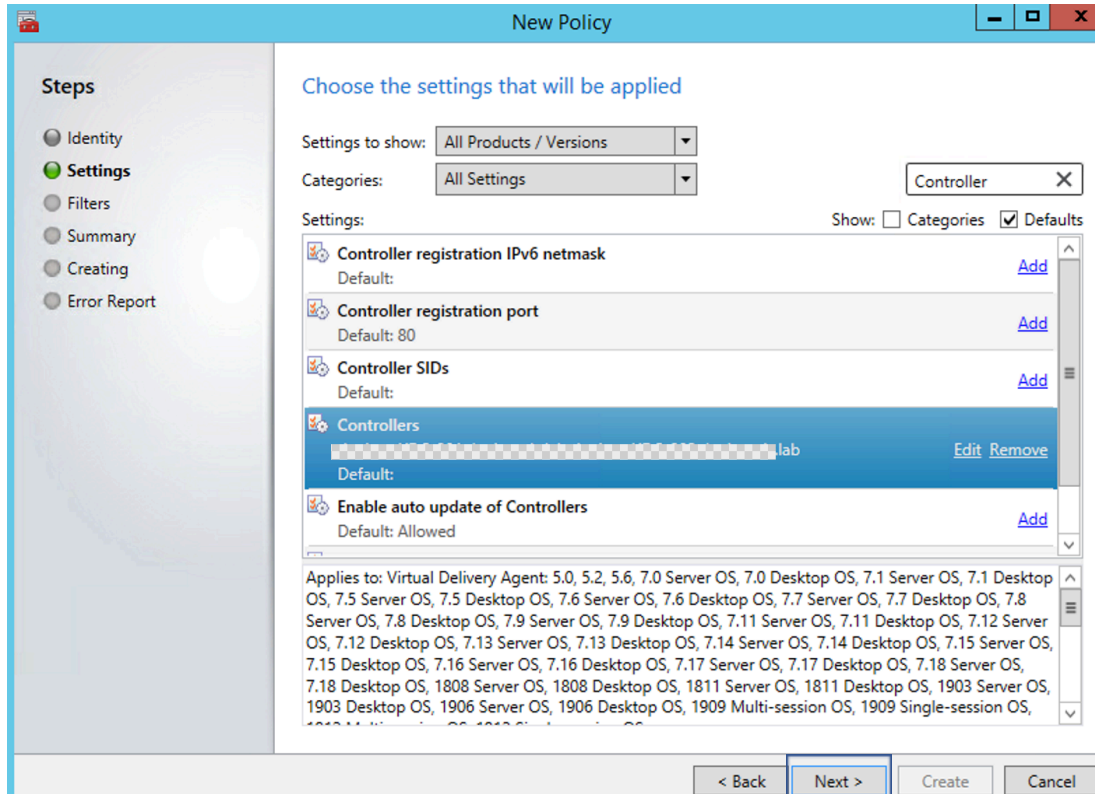 New Policy
Steps
Identity
Settings
Filters
Summary
Creating
Error Report
Choose the settings that will be applied
Settings to show: All Products / Versions
Categories: All Settings
Controller
Settings: Show: Categories Defaults
Controller registration IPv6 netmask
Default:
Add
Controller registration port
Default: 80
Add
Controller SIDs
Default:
Add
Controllers
.lab
Edit Remove
Default:
Enable auto update of Controllers
Default: Allowed
Add
Applies to: Virtual Delivery Agent: 5.0, 5.2, 5.6, 7.0 Server OS, 7.0 Desktop OS, 7.1 Server OS, 7.1 Desktop
OS, 7.5 Server OS, 7.5 Desktop OS, 7.6 Server OS, 7.6 Desktop OS, 7.7 Server OS, 7.7 Desktop OS, 7.8
Server OS, 7.8 Desktop OS, 7.9 Server OS, 7.9 Desktop OS, 7.11 Server OS, 7.11 Desktop OS, 7.12 Server
OS, 7.12 Desktop OS, 7.13 Server OS, 7.13 Desktop OS, 7.14 Server OS, 7.14 Desktop OS, 7.15 Server OS,
7.15 Desktop OS, 7.16 Server OS, 7.16 Desktop OS, 7.17 Server OS, 7.17 Desktop OS, 7.18 Server OS,
7.18 Desktop OS, 1808 Server OS, 1808 Desktop OS, 1811 Server OS, 1811 Desktop OS, 1903 Server OS,
1903 Desktop OS, 1906 Server OS, 1906 Desktop OS, 1909 Multi-session OS, 1909 Single-session OS,
< Back
Next >
Create
Cancel